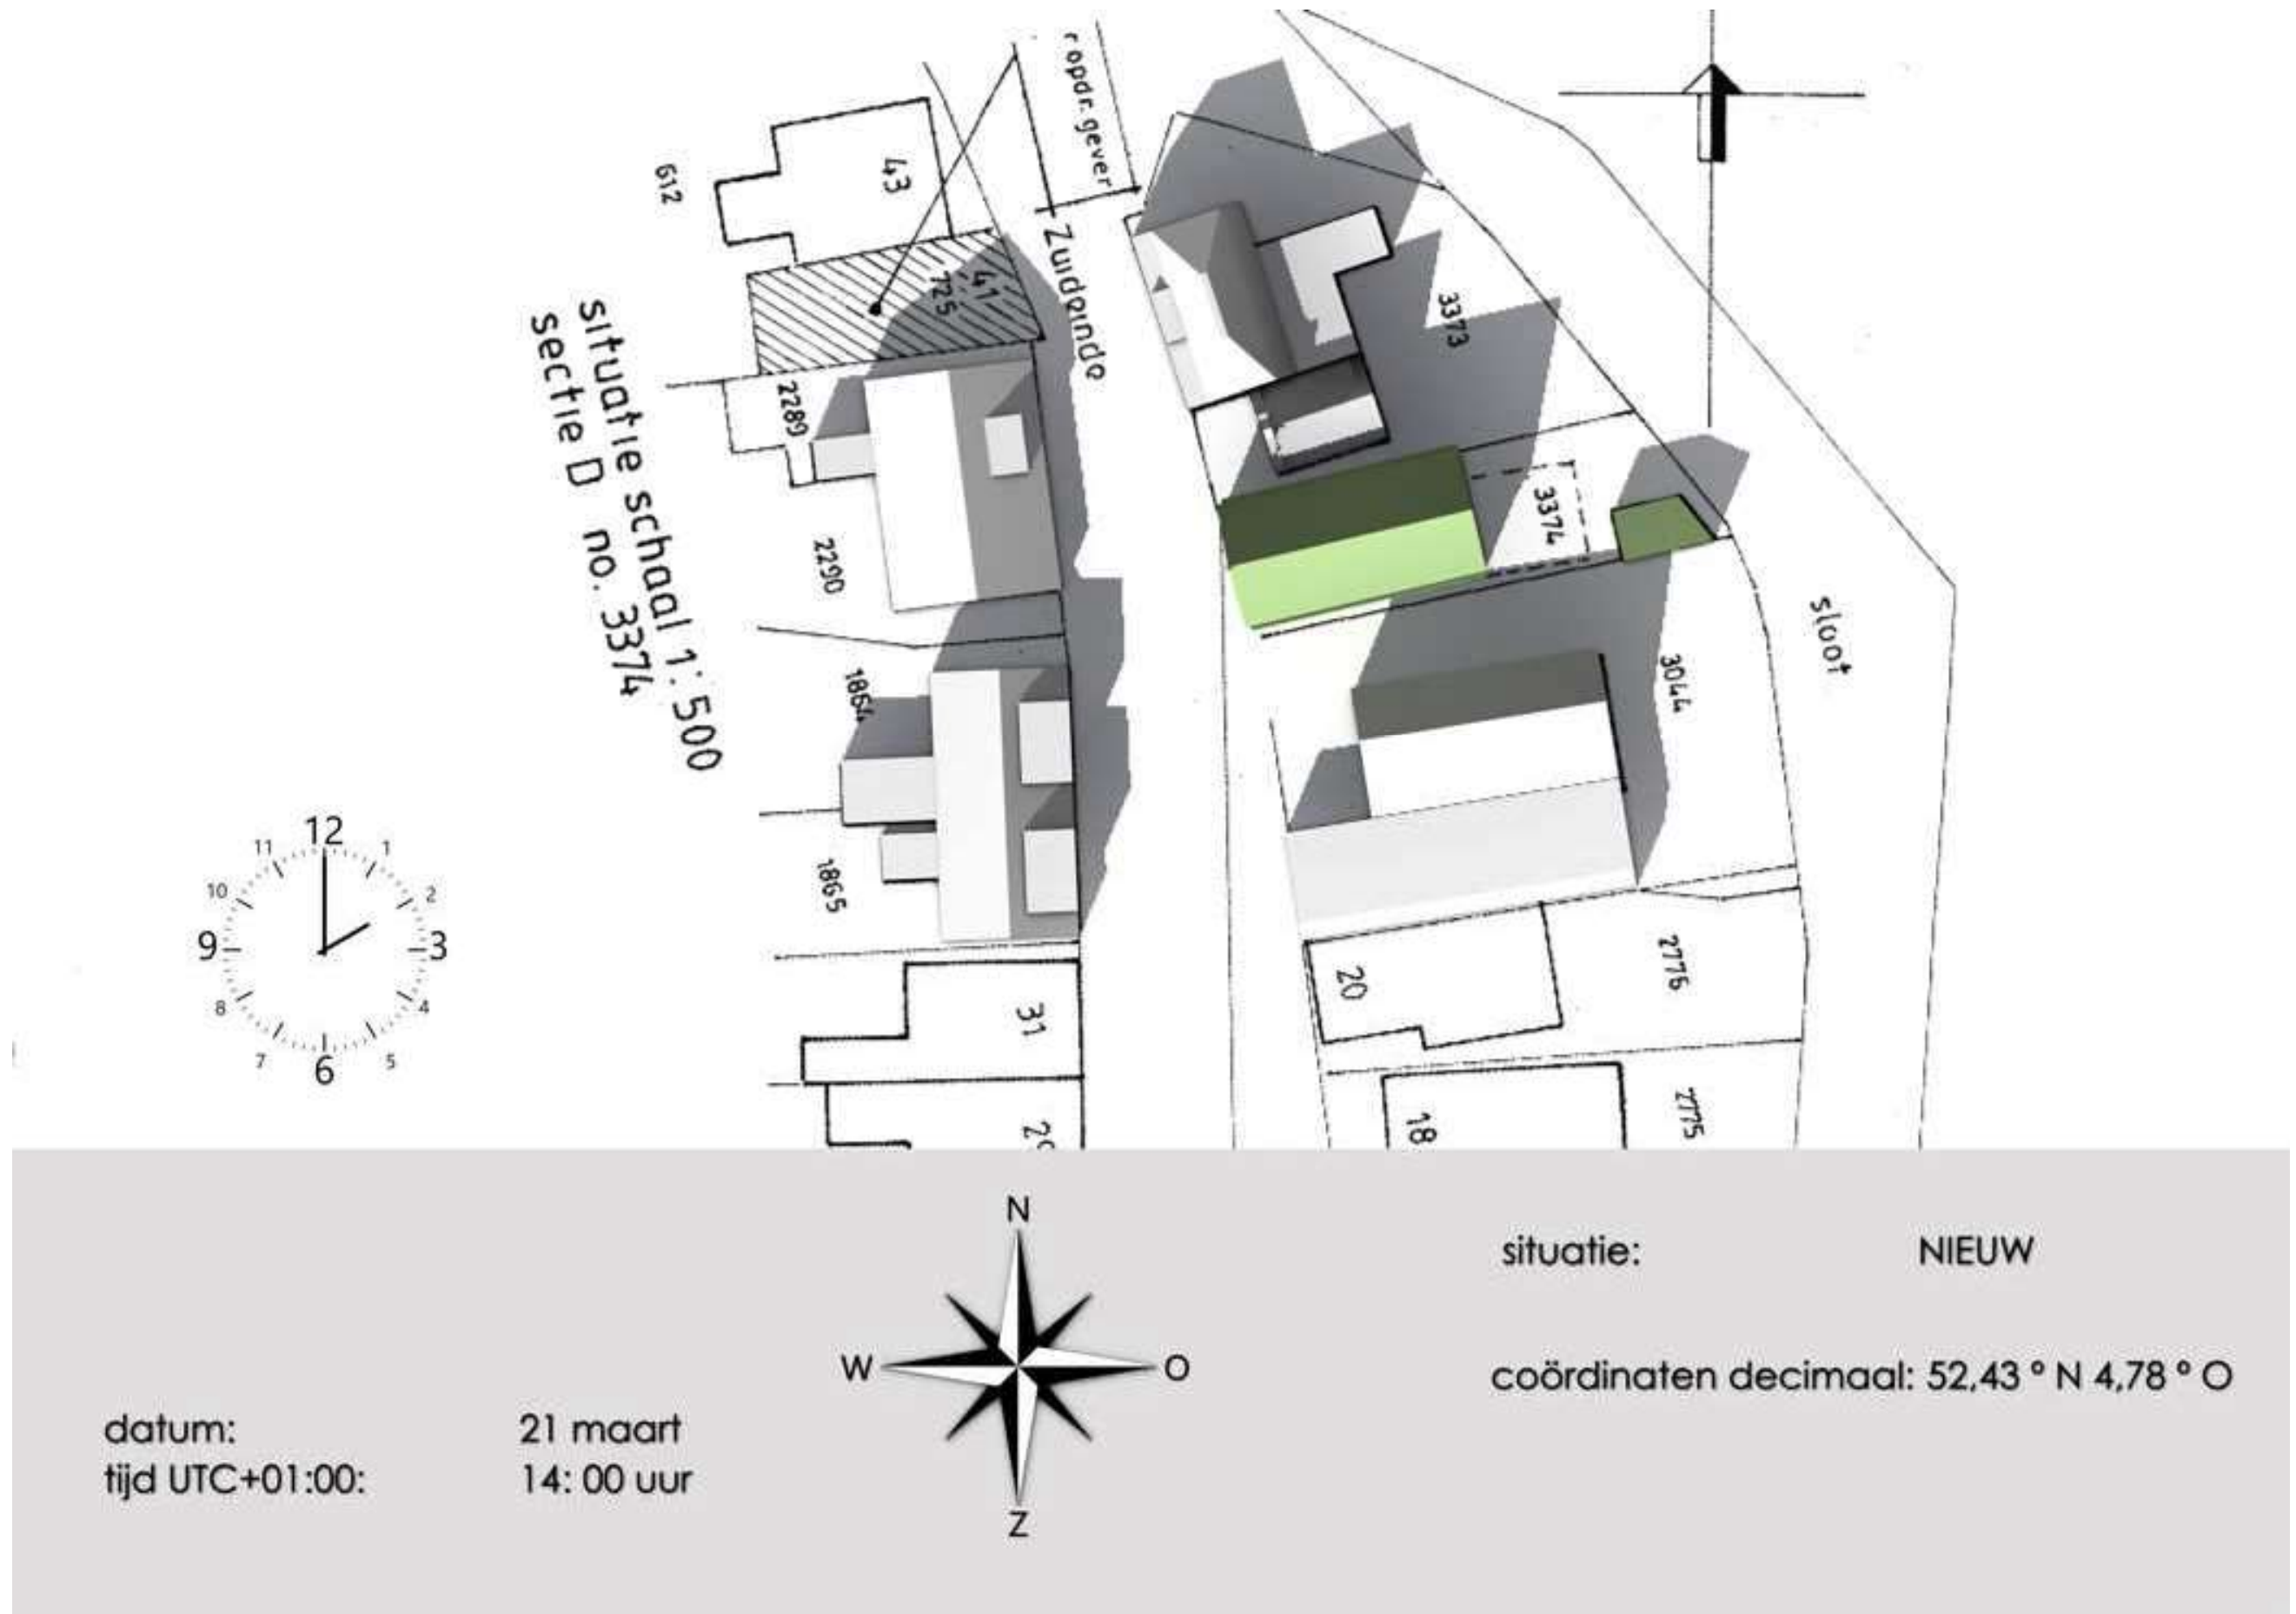 ropdr. gever
43
612
41
725
Zuideinde
3373
2289
situatie schaal 1:500
sectie D no. 3374
3374
2290
sloot
1864
3044
1865
12
11
1
10
2
9
3
8
4
7
5
6
20
2776
31
18
2775
N
W
O
Z
situatie: NIEUW
coördinaten decimaal: 52,43 º N 4,78 º O
datum: 21 maart
tijd UTC+01:00: 14: 00 uur